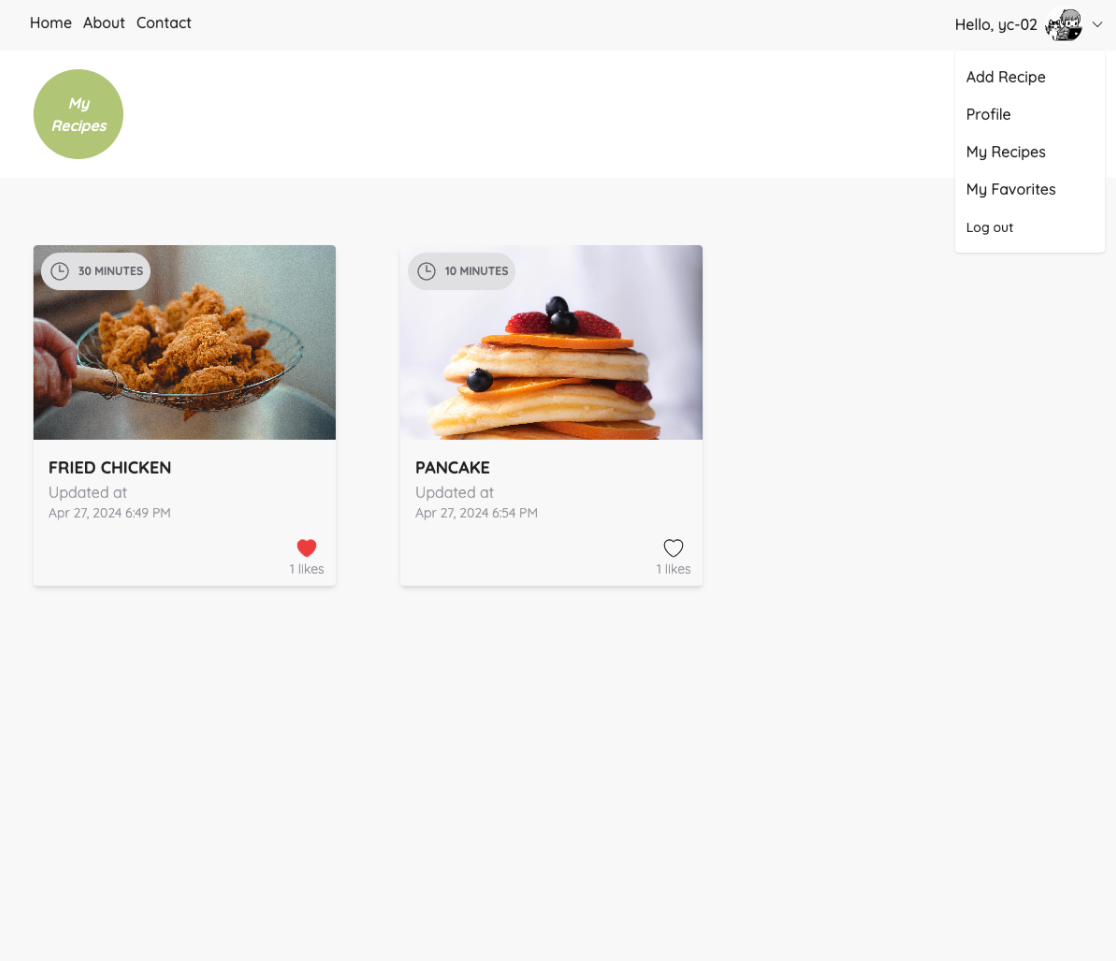 Home About Contact
Hello, yc-02
Add Recipe
Profile
My Recipes
My Favorites
Log out
My
Recipes
30 MINUTES
FRIED CHICKEN
Updated at
Apr 27, 2024 6:49 PM
1 likes
10 MINUTES
PANCAKE
Updated at
Apr 27, 2024 6:54 PM
1 likes